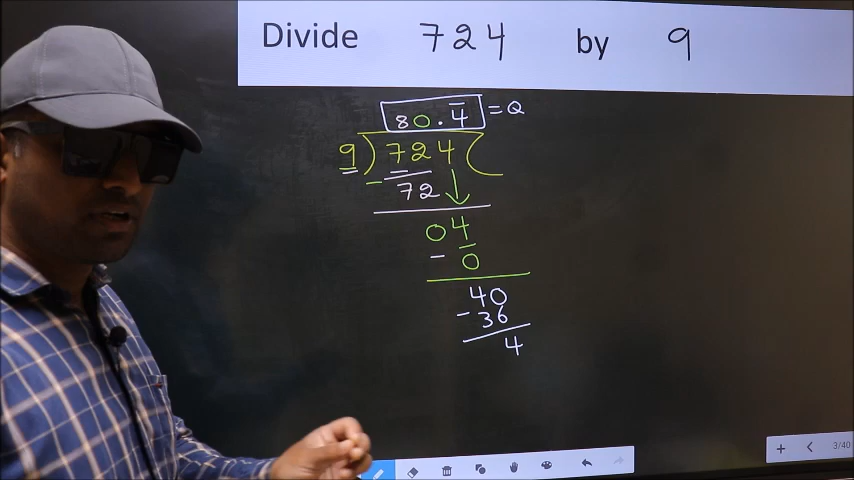 Divide 724 by 9
80.4̅ = Q
9) 724 (
- 72
04
- 0
40
- 36
4
3/40